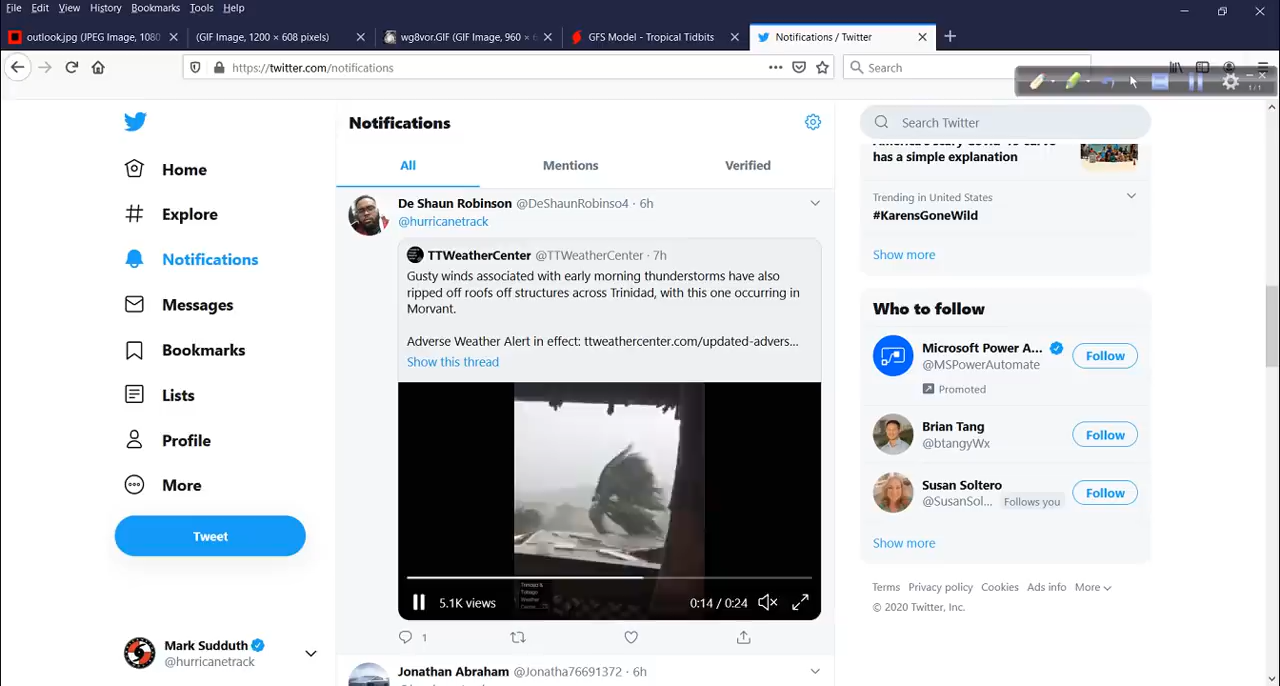 File Edit View History Bookmarks Tools Help
outlook.jpg (JPEG Image, 1080
(GIF Image, 1200 × 608 pixels)
wg8vor.GIF (GIF Image, 960 ×
GFS Model - Tropical Tidbits
Notifications / Twitter
https://twitter.com/notifications
Search
1/1
Home
Explore
Notifications
Messages
Bookmarks
Lists
Profile
More
Tweet
Mark Sudduth
@hurricanetrack
Notifications
All Mentions Verified
De Shaun Robinson @DeShaunRobinso4 · 6h
@hurricanetrack
TTWeatherCenter @TTWeatherCenter · 7h
Gusty winds associated with early morning thunderstorms have also
ripped off roofs off structures across Trinidad, with this one occurring in
Morvant.
Adverse Weather Alert in effect: ttweathercenter.com/updated-advers...
Show this thread
Trinidad &
Tobago
Weather
Center
5.1K views
0:14 / 0:24
1
Jonathan Abraham @Jonatha76691372 · 6h
Search Twitter
has a simple explanation
Trending in United States
#KarensGoneWild
Show more
Who to follow
Microsoft Power A...
@MSPowerAutomate
Promoted
Follow
Brian Tang
@btangyWx
Follow
Susan Soltero
@SusanSol... Follows you
Follow
Show more
Terms Privacy policy Cookies Ads info More
© 2020 Twitter, Inc.